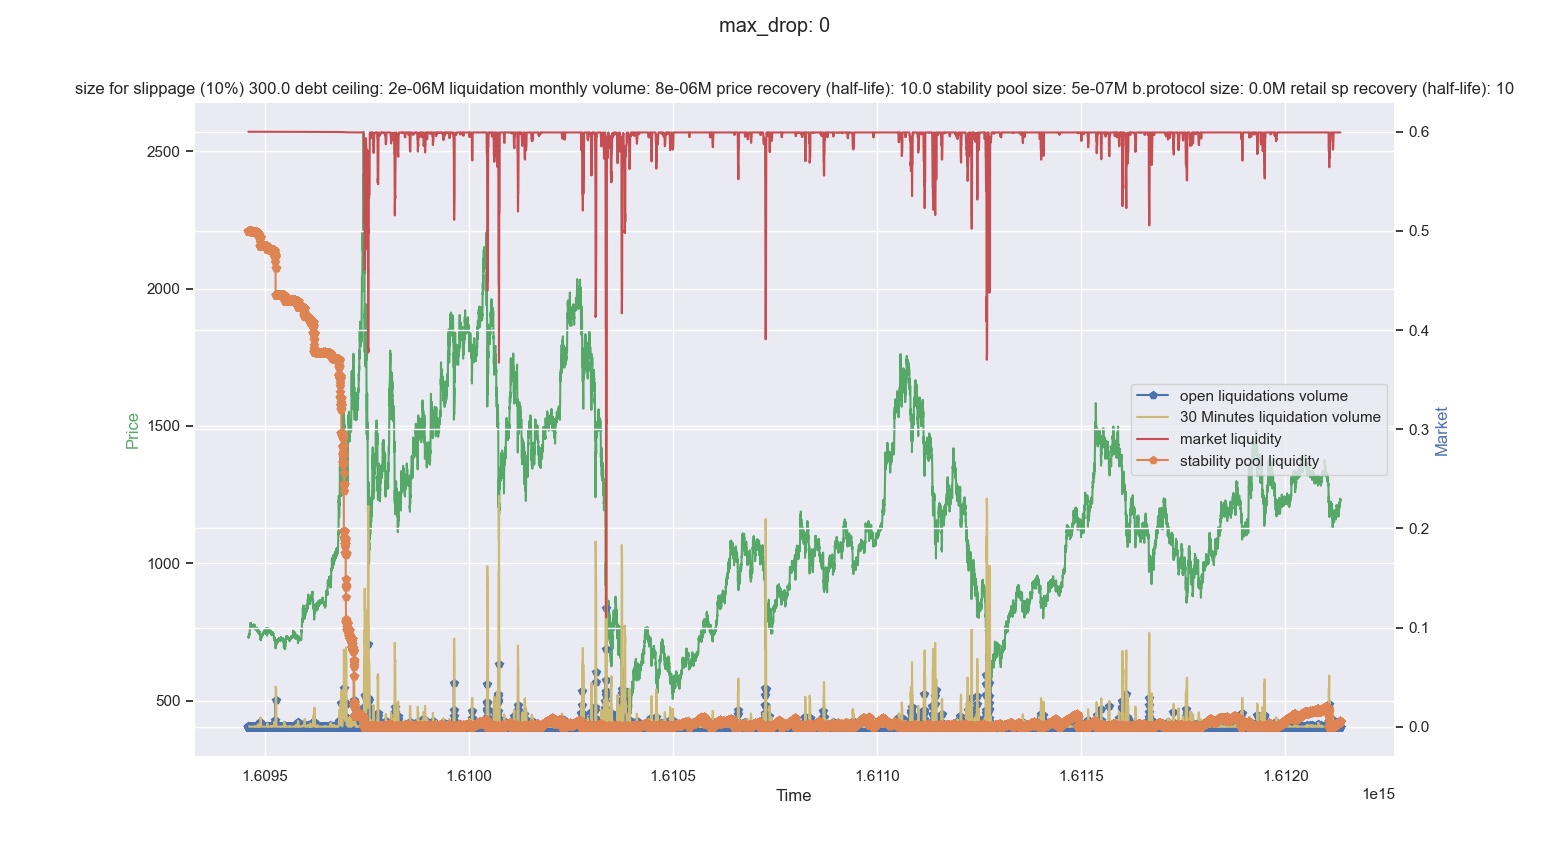 max_drop: 0
size for slippage (10%) 300.0 debt ceiling: 2e-06M liquidation monthly volume: 8e-06M price recovery (half-life): 10.0 stability pool size: 5e-07M b.protocol size: 0.0M retail sp recovery (half-life): 10
2500
2000
1500
1000
500
Price
0.6
0.5
0.4
0.3
0.2
0.1
0.0
Market
open liquidations volume
30 Minutes liquidation volume
market liquidity
stability pool liquidity
1.6095
1.6100
1.6105
1.6110
1.6115
1.6120
Time
1e15